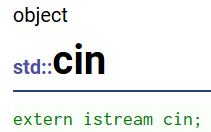 object
std::cin
extern istream cin;